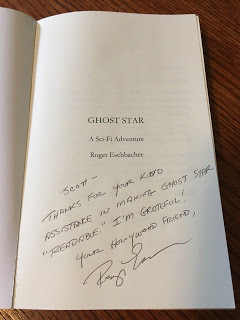 GHOST STAR
A Sci-Fi Adventure
Roger Eschbacher
SCOTT-
THANKS FOR YOUR KIND
ASSISTANCE IN MAKING GHOST STAR
"READABLE." I'M GRATEFUL!
YOUR HOLLYWOOD FRIEND,